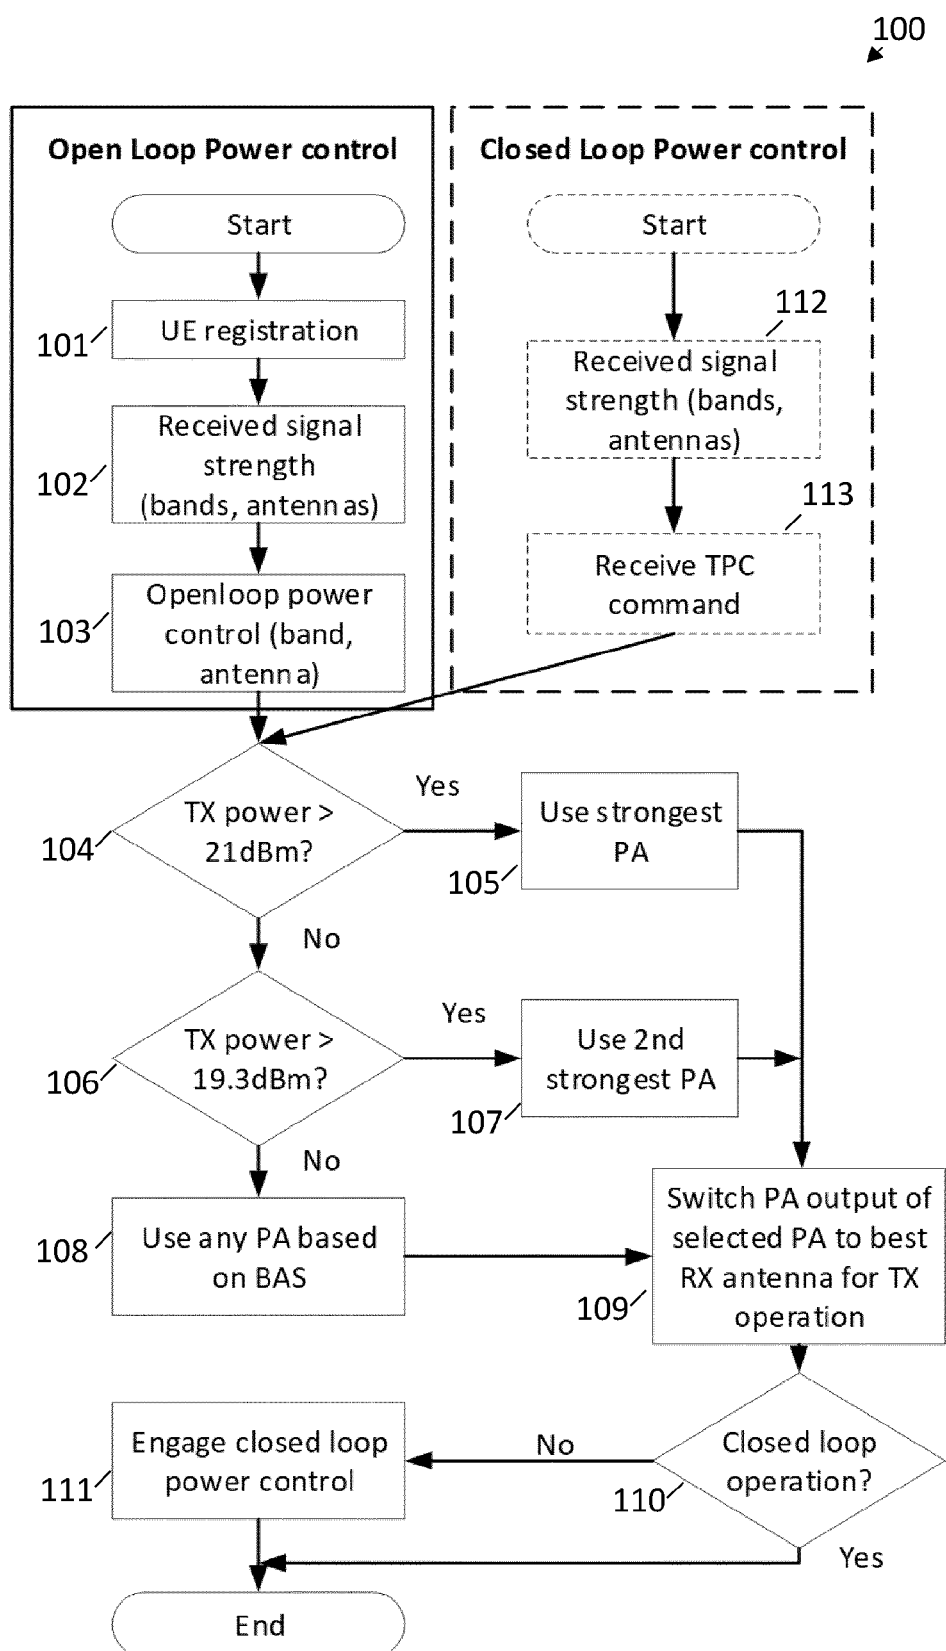 100
Open Loop Power control
Start
UE registration
101
Received signal
strength
(bands, antennas)
102
Openloop power
control (band,
antenna)
103
Closed Loop Power control
Start
112
Received signal
strength (bands,
antennas)
113
Receive TPC
command
TX power >
21dBm?
104
Yes
Use strongest
PA
105
No
TX power >
19.3dBm?
106
Yes
Use 2nd
strongest PA
107
No
Use any PA based
on BAS
108
Switch PA output of
selected PA to best
RX antenna for TX
operation
109
Closed loop
operation?
110
No
Engage closed loop
power control
111
Yes
End